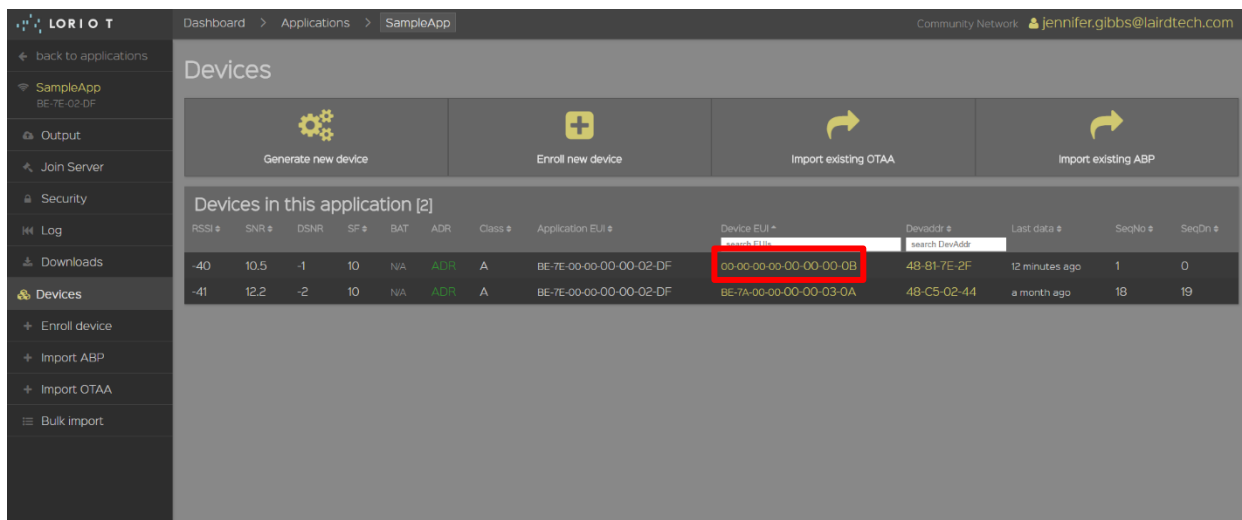 LORIOT
Dashboard > Applications > SampleApp
Community Network jennifer.gibbs@lairdtech.com
back to applications
SampleApp
BE-7E-02-DF
Output
Join Server
Security
Log
Downloads
Devices
Enroll device
Import ABP
Import OTAA
Bulk import
Devices
Generate new device
Enroll new device
Import existing OTAA
Import existing ABP
Devices in this application [2]
RSSI SNR DSNR SF BAT ADR Class Application EUI Device EUI Devaddr Last data SeqNo SeqDn
search EUIs search DevAddr
-40 10.5 -1 10 N/A ADR A BE-7E-00-00-00-00-02-DF 00-00-00-00-00-00-00-0B 48-81-7E-2F 12 minutes ago 1 0
-41 12.2 -2 10 N/A ADR A BE-7E-00-00-00-00-02-DF BE-7A-00-00-00-00-03-0A 48-C5-02-44 a month ago 18 19